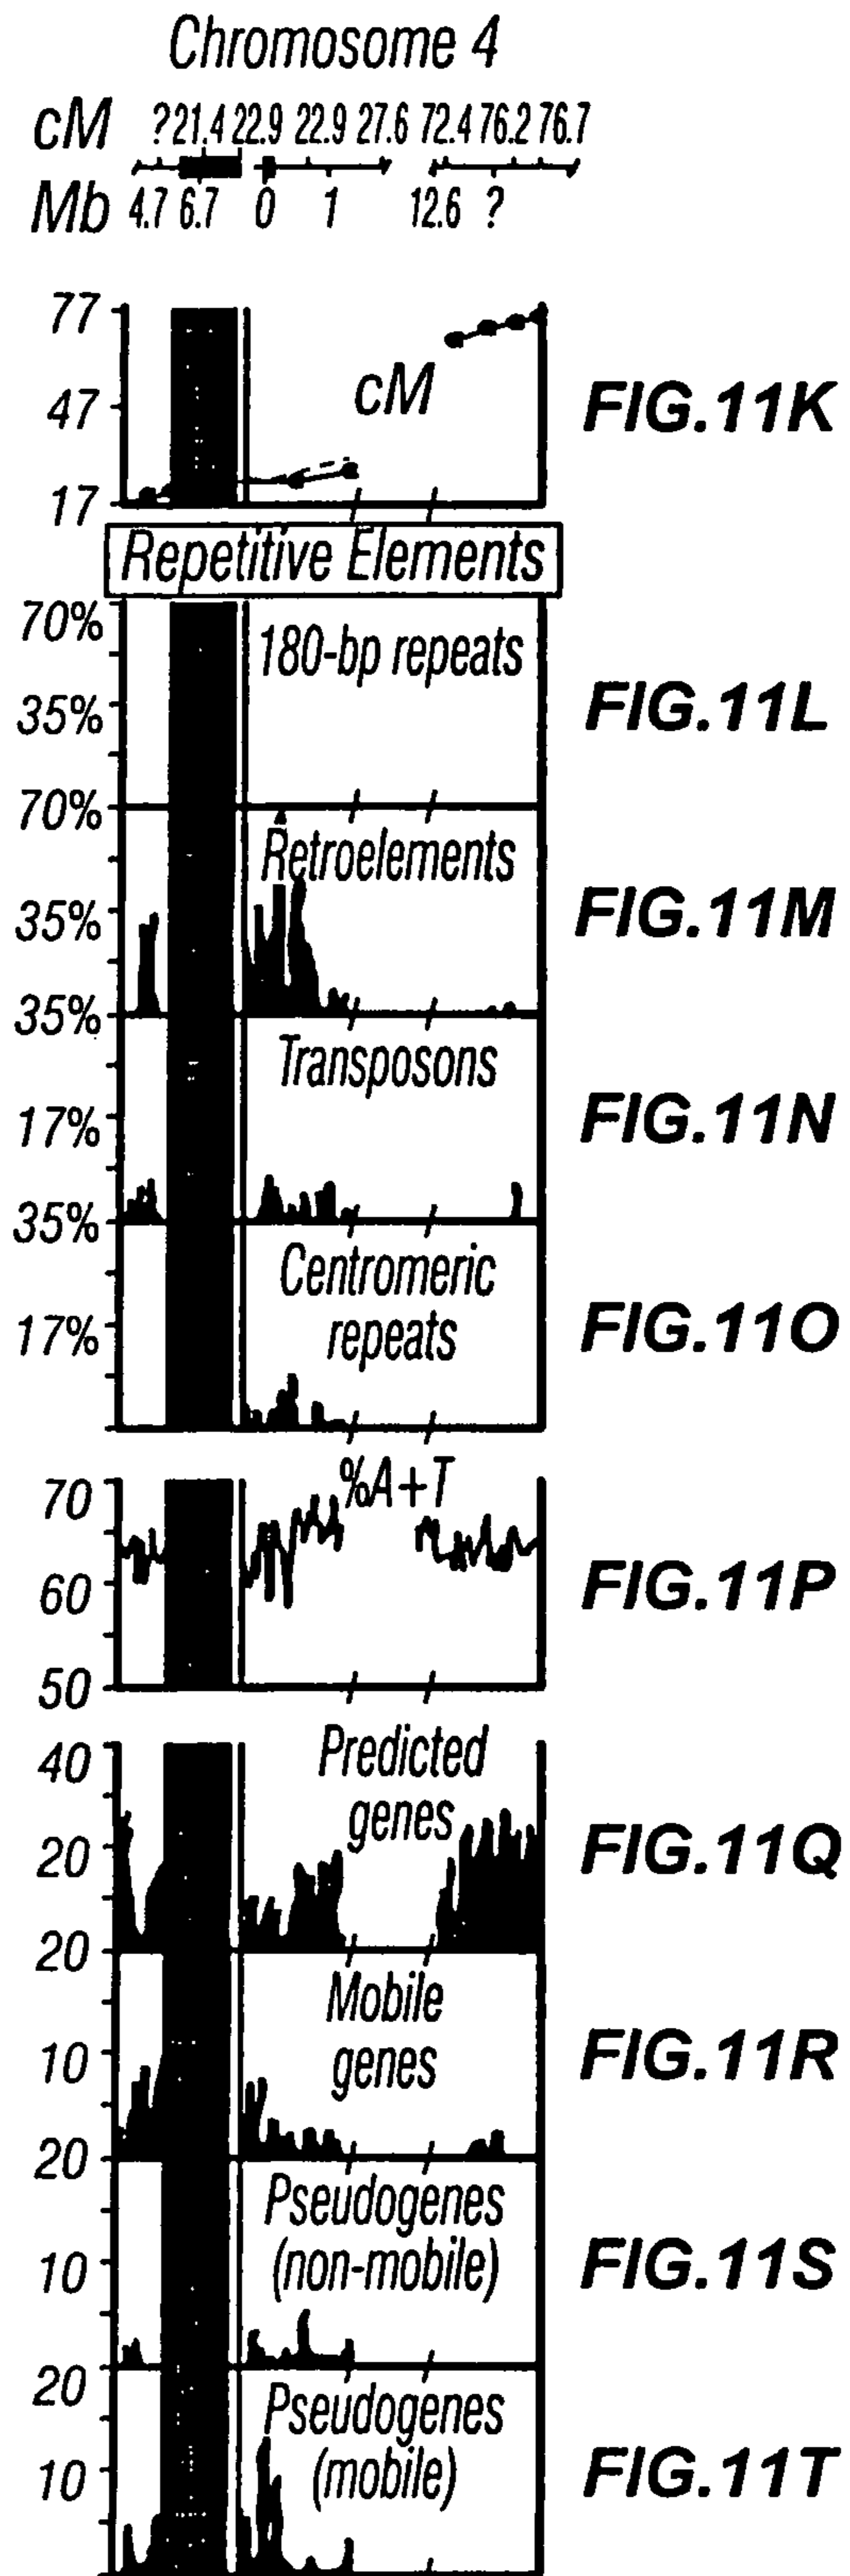 Chromosome 4
cM ? 21.4 22.9 22.9 27.6 72.4 76.2 76.7
Mb 4.7 6.7 0 1 12.6 ?
77
47
17
cM
FIG.11K
Repetitive Elements
70%
35%
180-bp repeats
FIG.11L
70%
35%
Retroelements
FIG.11M
35%
17%
Transposons
FIG.11N
35%
17%
Centromeric
repeats
FIG.11O
70
60
50
%A+T
FIG.11P
40
20
Predicted
genes
FIG.11Q
20
10
Mobile
genes
FIG.11R
20
10
Pseudogenes
(non-mobile)
FIG.11S
20
10
Pseudogenes
(mobile)
FIG.11T